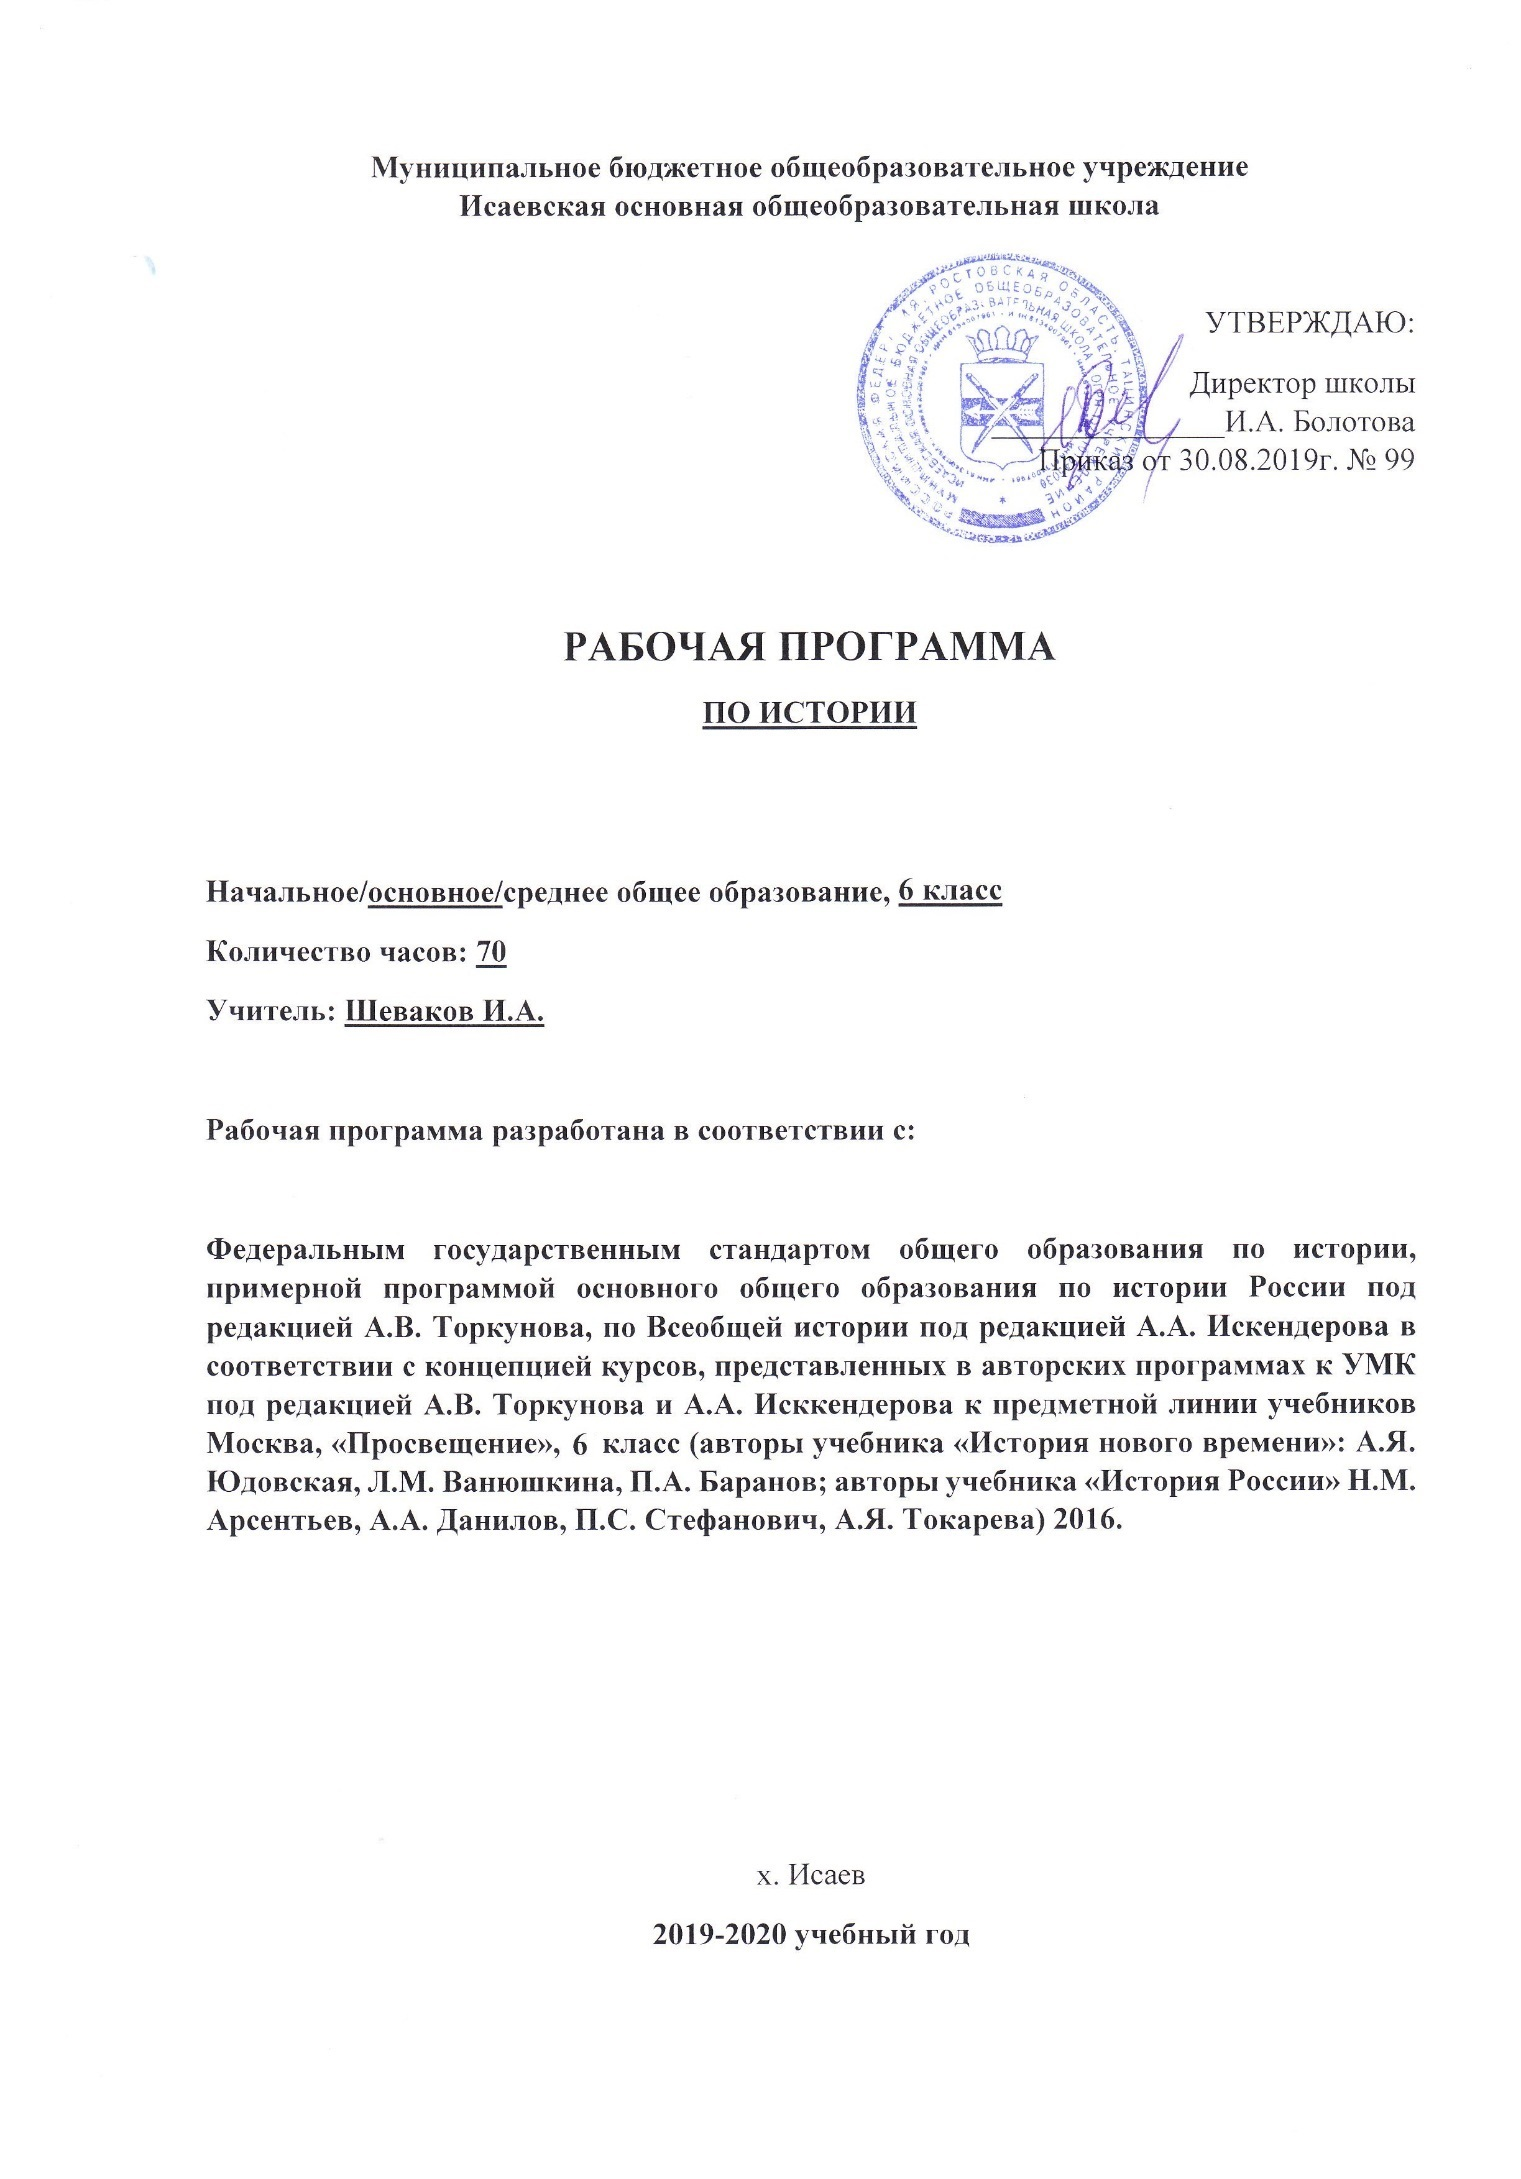 Муниципальное бюджетное общеобразовательное учреждение
Исаевская основная общеобразовательная школа
УТВЕРЖДАЮ:
Директор школы
И.А. Болотова
Приказ от 30.08.2019г. № 99
РОСТОВСКАЯ ОБЛАСТЬ
РАБОЧАЯ ПРОГРАММА
ПО ИСТОРИИ
Начальное/основное/среднее общее образование, 6 класс
Количество часов: 70
Учитель: Шеваков И.А.
Рабочая программа разработана в соответствии с:
Федеральным государственным стандартом общего образования по истории,
примерной программой основного общего образования по истории России под
редакцией А.В. Торкунова, по Всеобщей истории под редакцией А.А. Искендерова в
соответствии с концепцией курсов, представленных в авторских программах к УМК
под редакцией А.В. Торкунова и А.А. Исккендерова к предметной линии учебников
Москва, «Просвещение», 6 класс (авторы учебника «История нового времени»: А.Я.
Юдовская, Л.М. Ванюшкина, П.А. Баранов; авторы учебника «История России» Н.М.
Арсентьев, А.А. Данилов, П.С. Стефанович, А.Я. Токарева) 2016.
х. Исаев
2019-2020 учебный год